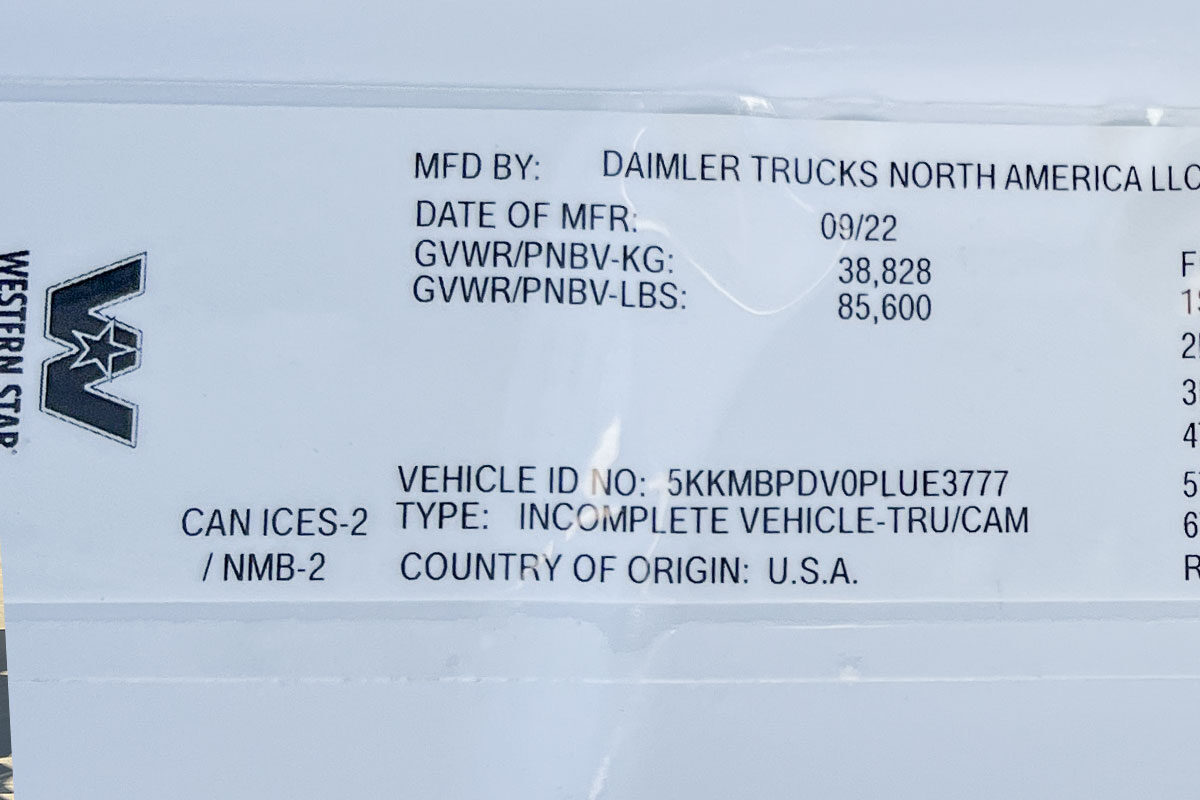 MFD BY: DAIMLER TRUCKS NORTH AMERICA LLC
DATE OF MFR: 09/22
GVWR/PNBV-KG: 38,828
GVWR/PNBV-LBS: 85,600
WESTERN STAR
VEHICLE ID NO: 5KKMBPDV0PLUE3777
CAN ICES-2 TYPE: INCOMPLETE VEHICLE-TRU/CAM
/ NMB-2 COUNTRY OF ORIGIN: U.S.A.